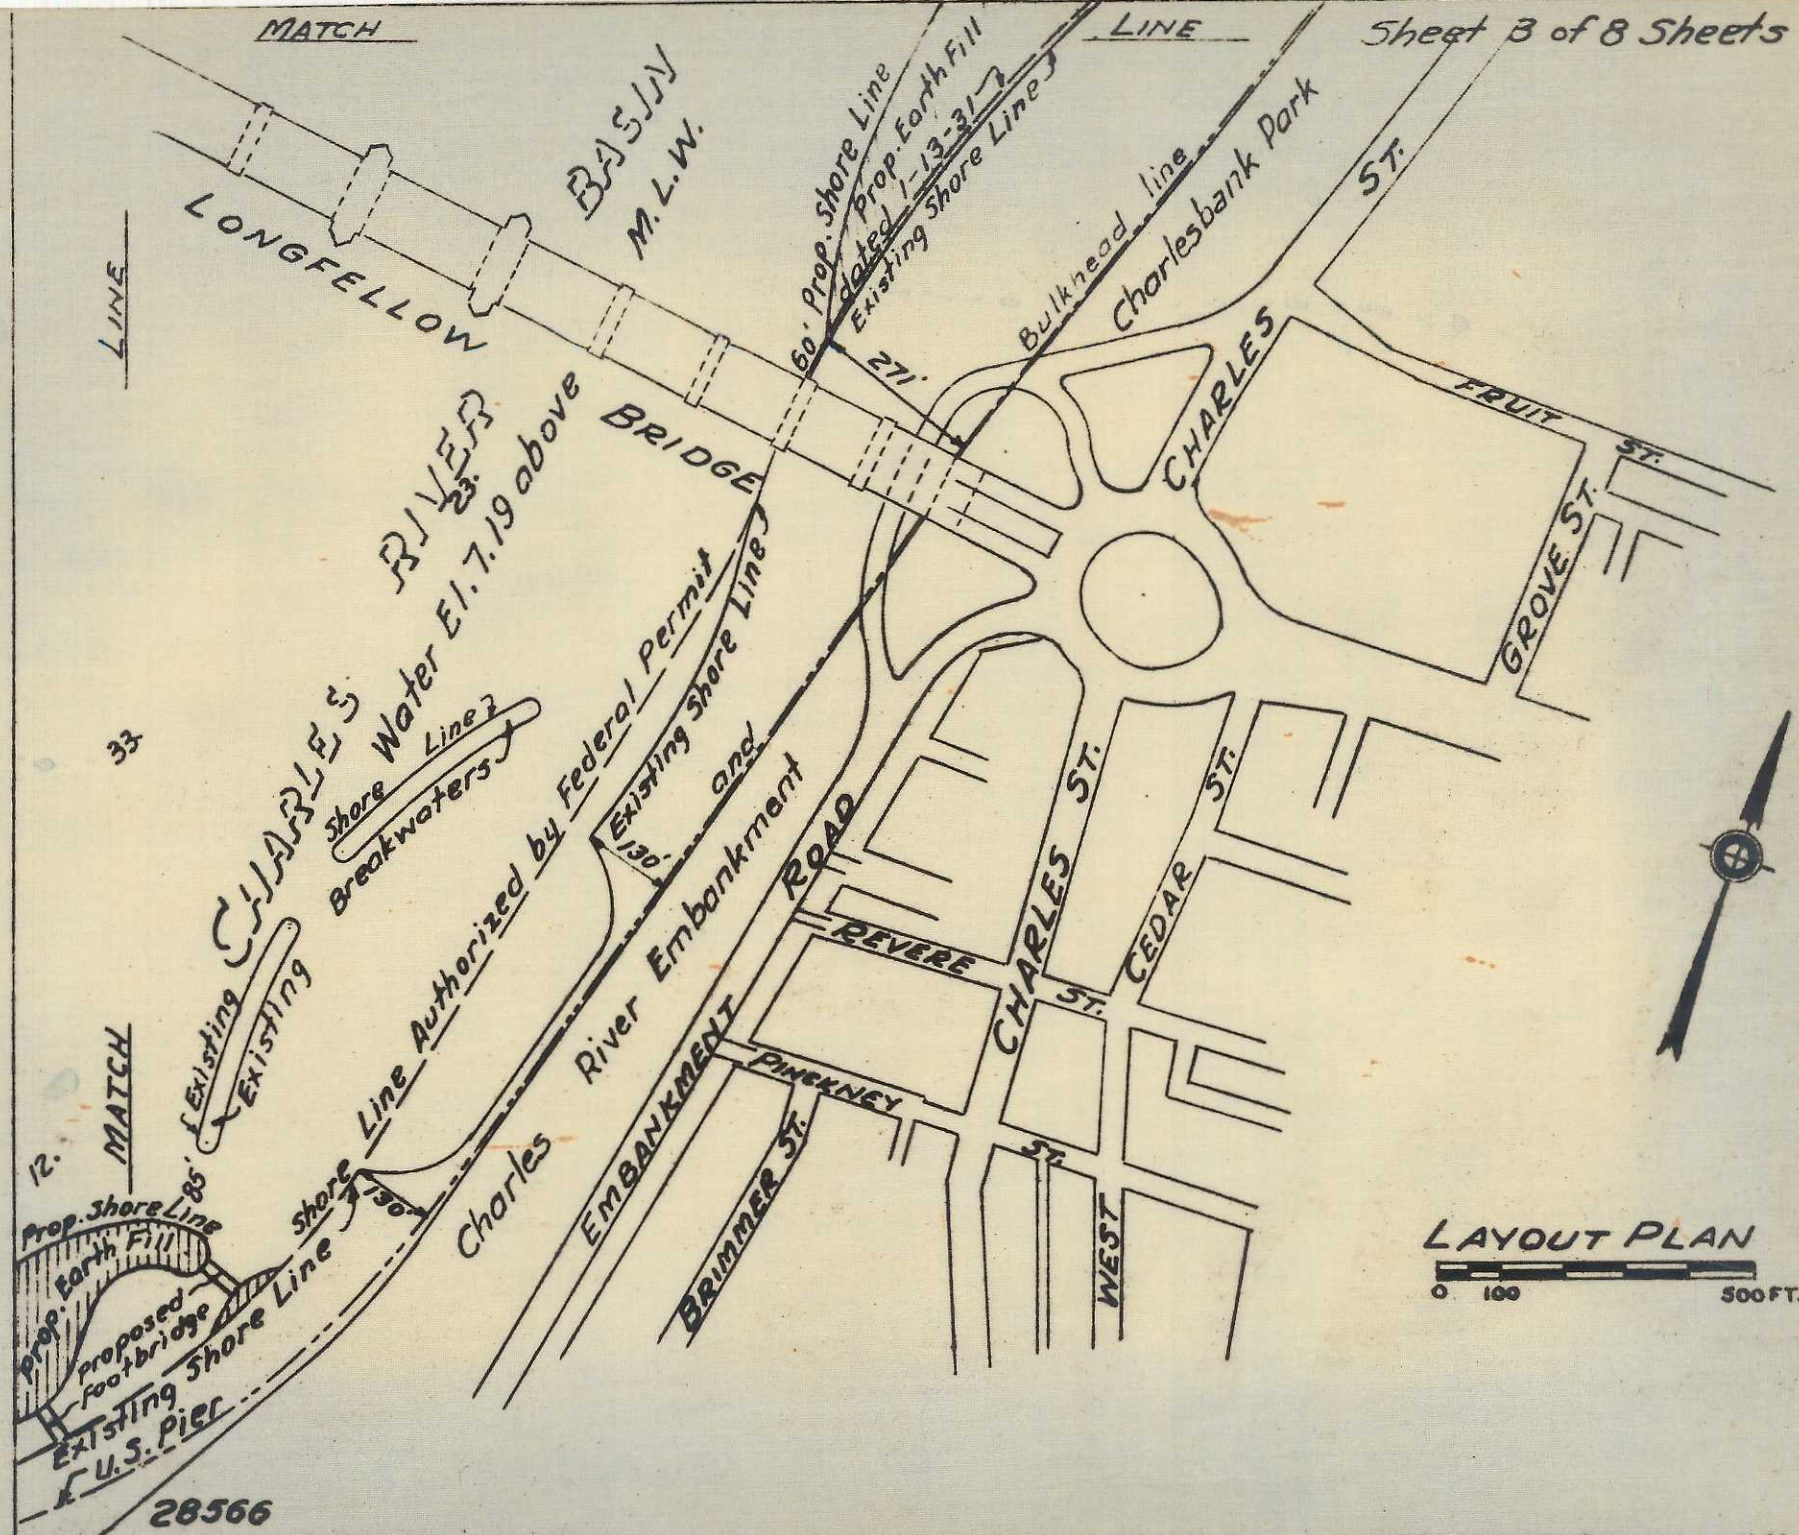 MATCH
LINE
Sheet 3 of 8 Sheets
BASIN
M.L.W.
Prop. Shore Line
Prop. Earth Fill
dated 1-13-31
Existing Shore Line
60'
271'
Bulkhead line
Charlesbank Park
ST.
CHARLES
FRUIT
ST.
GROVE ST.
LONGFELLOW
BRIDGE
LINE
RIVER
23.
Water El. 7.19 above
33.
CHARLES
Shore Line
Breakwaters
Existing
Existing
85'
MATCH
12.
Shore Line Authorized by Federal Permit
Existing Shore Line
130'
130'
and
Charles River Embankment
EMBANKMENT ROAD
CHARLES ST.
CEDAR ST.
REVERE ST.
CHARLES
PINCKNEY ST.
BRIMMER ST.
WEST
Prop. Shore Line
Prop. Earth Fill
Proposed
Footbridge
Existing Shore Line
U.S. Pier
28566
LAYOUT PLAN
0 100 500 FT.